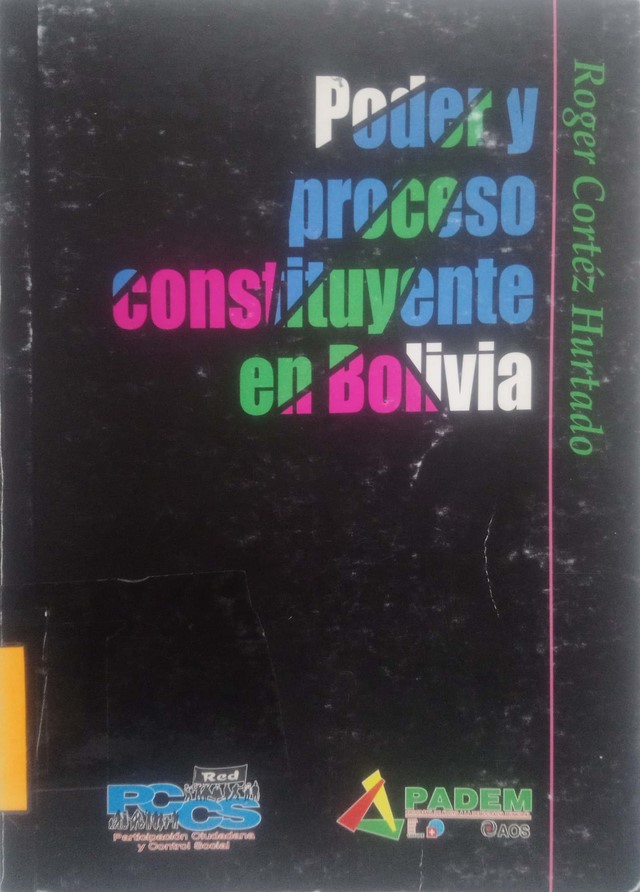 Poder y
proceso
constituyente
en Bolivia
Roger Cortéz Hurtado
Red
PCCS
Participación Ciudadana
y Control Social
PADEM
AOS